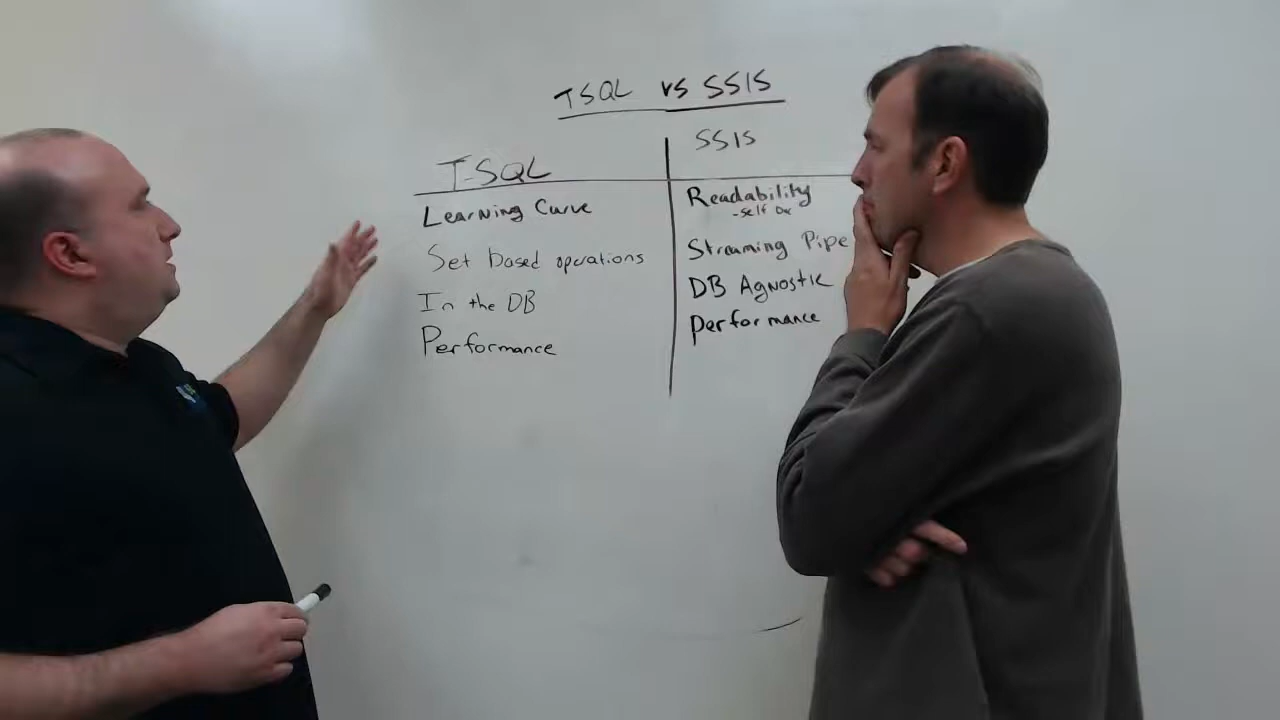 TSQL vs SSIS
T-SQL
Learning Curve
Set based operations
In the DB
Performance
SSIS
Readability
-self Doc
Streaming Pipe
DB Agnostic
Performance